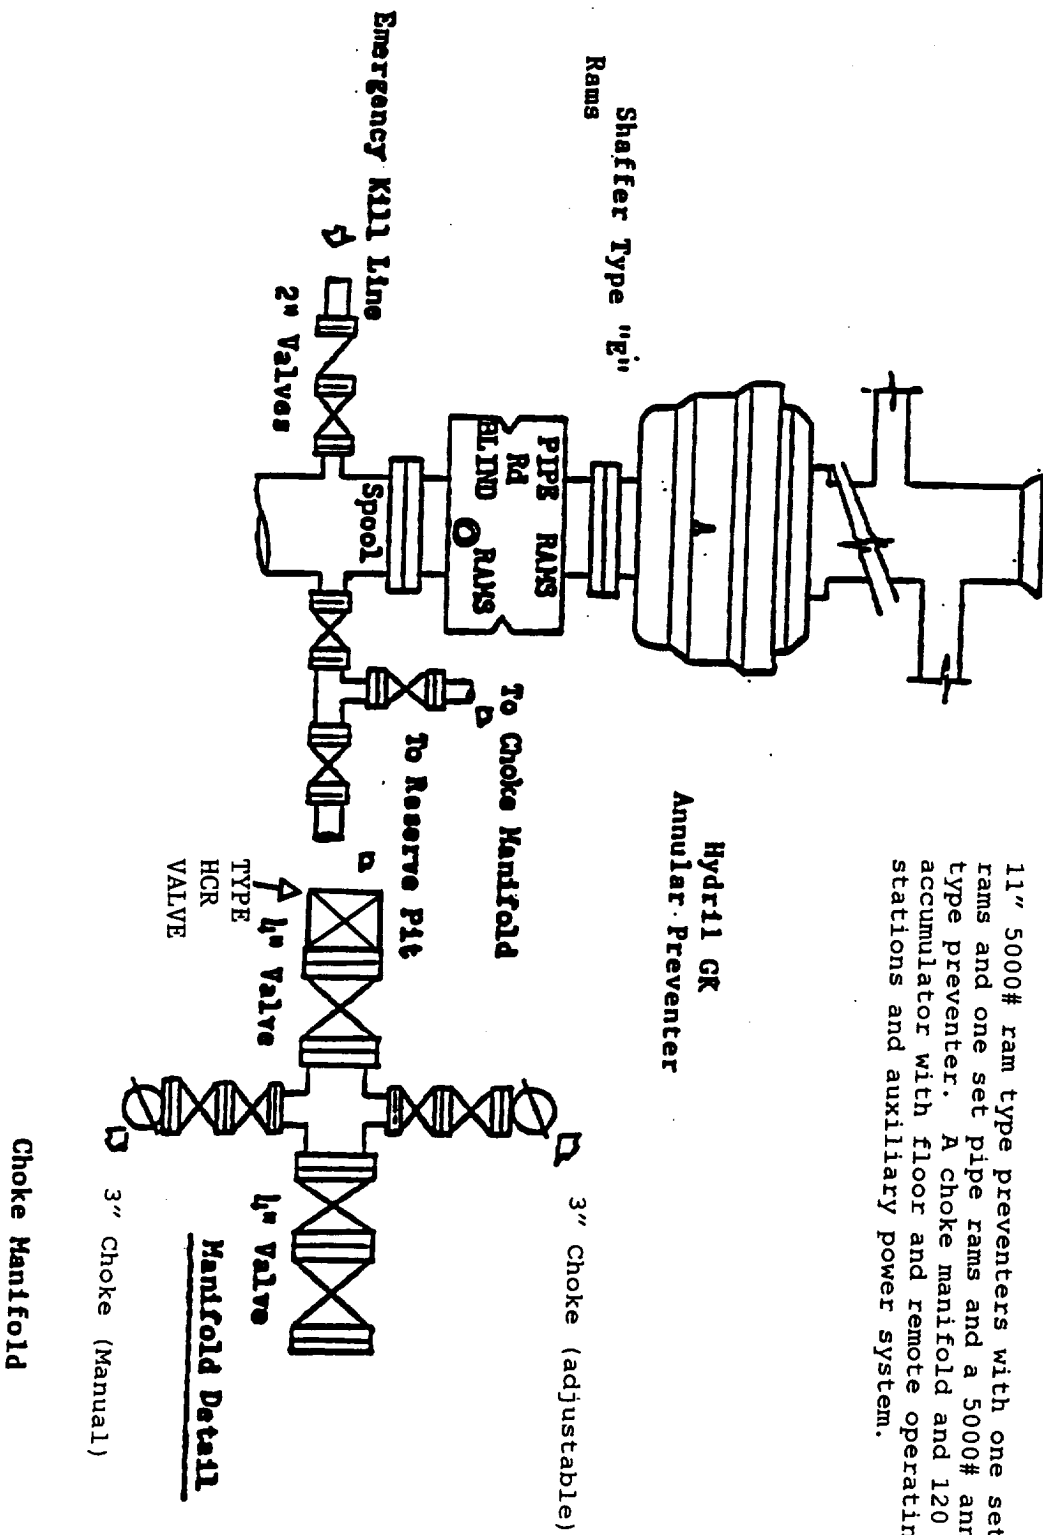 11" 5000# ram type preventers with one set
rams and one set pipe rams and a 5000#
type preventer. A choke manifold and 120
accumulator with floor and remote
stations and auxiliary power system.
Shaffer Type "E"
Rams
Hydril GK
Annular Preventer
PIPE RAMS
Rd
BLIND RAMS
Spool
Emergency Kill Line
2" Valves
To Choke Manifold
To Reserve Pit
TYPE
HCR
VALVE
4" Valve
4" Valve
3" Choke (adjustable)
3" Choke (Manual)
Manifold Detail
Choke Manifold